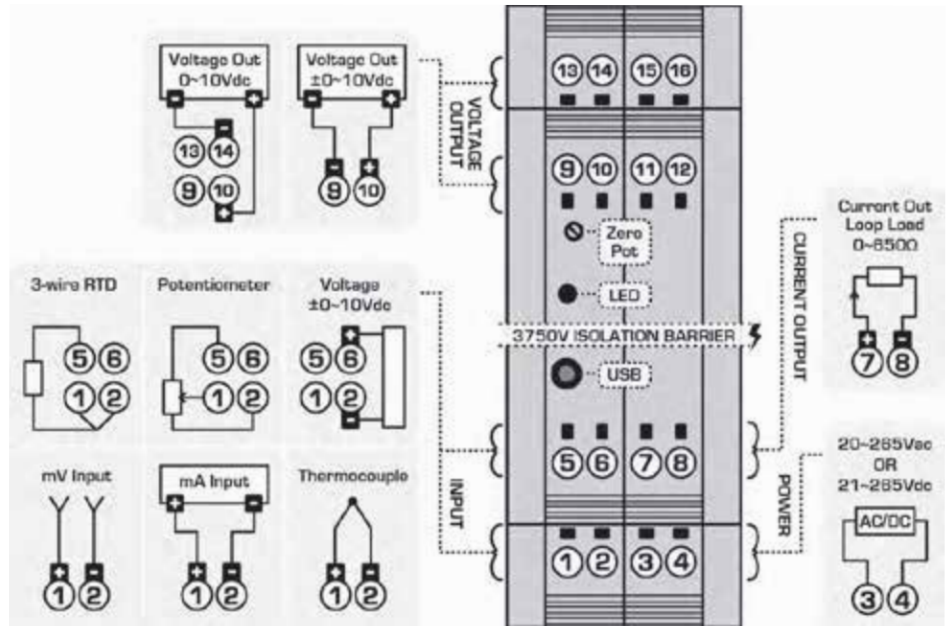 Voltage Out
0~10Vdc
- +
-
13 14
9 10
+
Voltage Out
±0~10Vdc
- +
- +
9 10
VOLTAGE
OUTPUT
13 14 15 16
9 10 11 12
Zero
Pot
LED
3750V ISOLATION BARRIER
USB
5 6 7 8
1 2 3 4
3-wire RTD
5 6
1 2
Potentiometer
5 6
1 2
Voltage
±0~10Vdc
+
5 6
1 2
-
mV Input
+ -
1 2
mA Input
+ -
+ -
1 2
Thermocouple
+ -
1 2
INPUT
CURRENT OUTPUT
Current Out
Loop Load
0~650Ω
+ -
7 8
POWER
20~265Vac
OR
21~265Vdc
AC/DC
3 4